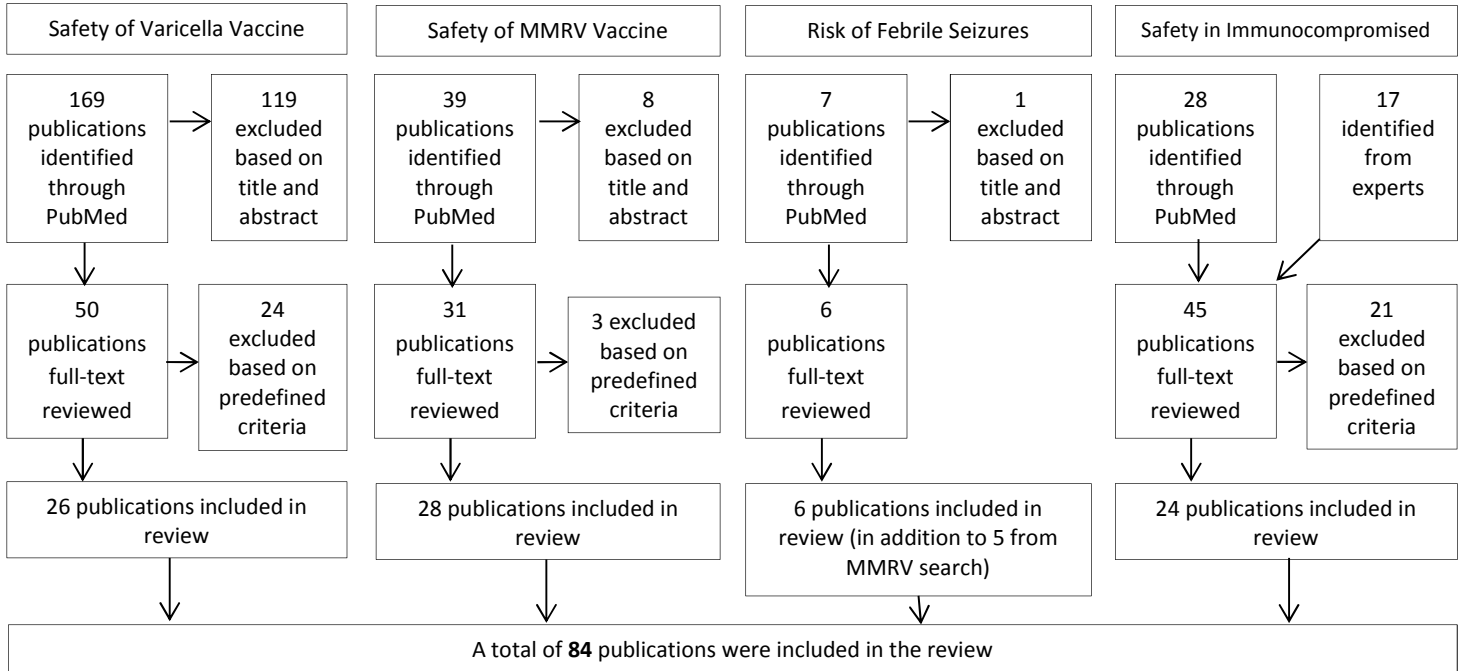 Safety of Varicella Vaccine
169
publications
identified
through
PubMed
119
excluded
based on
title and
abstract
50
publications
full-text
reviewed
24
excluded
based on
predefined
criteria
26 publications included in
review
Safety of MMRV Vaccine
39
publications
identified
through
PubMed
8
excluded
based on
title and
abstract
31
publications
full-text
reviewed
3 excluded
based on
predefined
criteria
28 publications included in
review
Risk of Febrile Seizures
7
publications
identified
through
PubMed
1
excluded
based on
title and
abstract
6
publications
full-text
reviewed
6 publications included in
review (in addition to 5 from
MMRV search)
Safety in Immunocompromised
28
publications
identified
through
PubMed
17
identified
from
experts
45
publications
full-text
reviewed
21
excluded
based on
predefined
criteria
24 publications included in
review
A total of 84 publications were included in the review